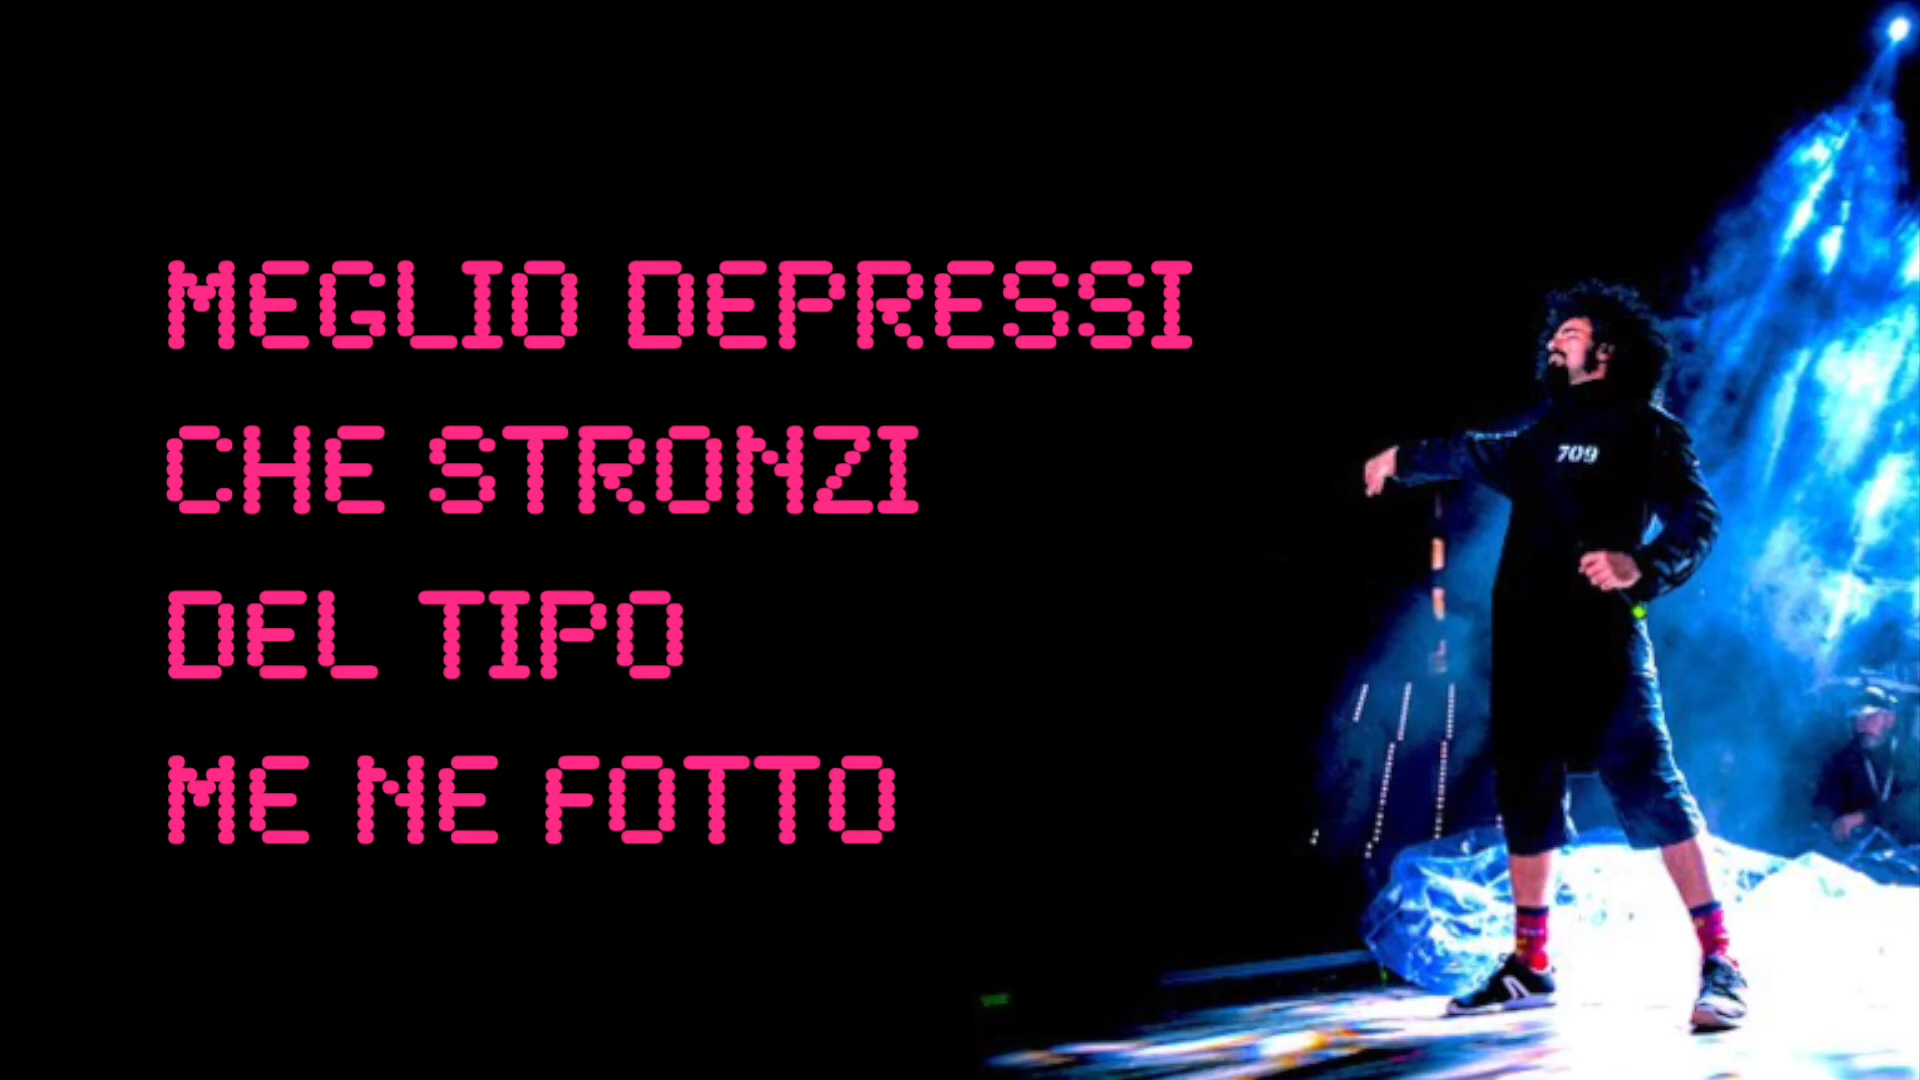 MEGLIO DEPRESSI
CHE STRONZI
DEL TIPO
ME NE FOTTO
709